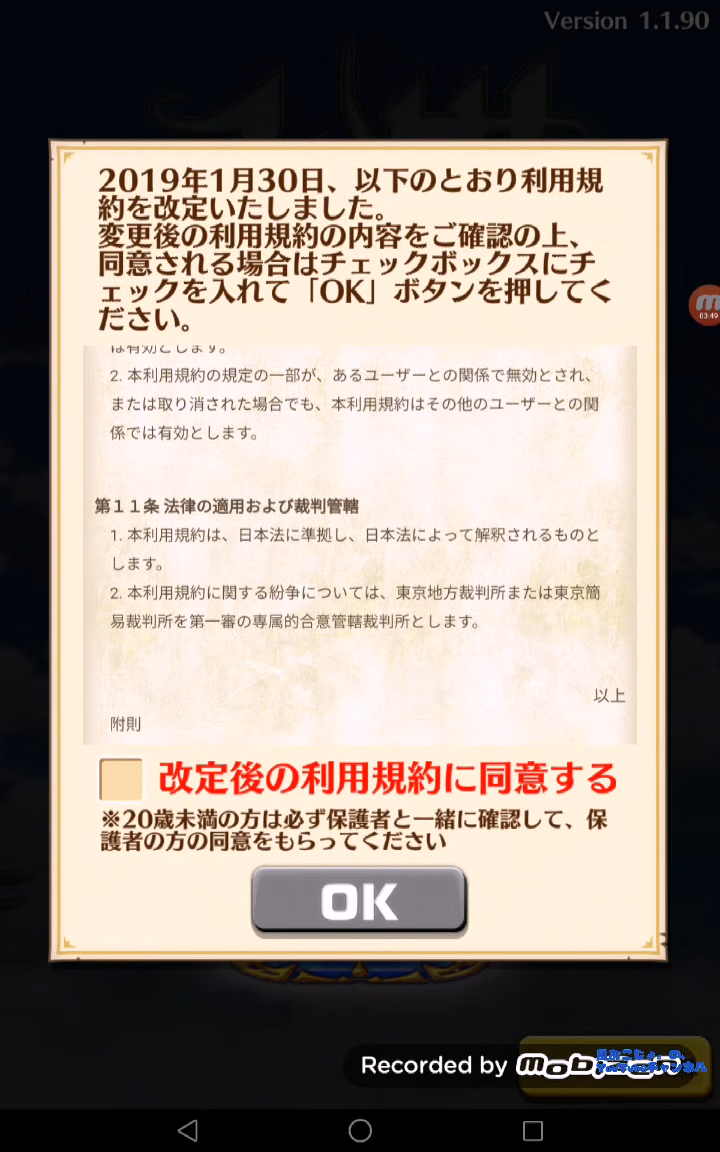 Version 1.1.90
2019年1月30日、以下のとおり利用規
約を改定いたしました。
変更後の利用規約の内容をご確認の上、
同意される場合はチェックボックスにチ
ェックを入れて「OK」ボタンを押してく
ださい。
は有効とします。
2. 本利用規約の規定の一部が、あるユーザーとの関係で無効とされ、
または取り消された場合でも、本利用規約はその他のユーザーとの関
係では有効とします。
第１１条 法律の適用および裁判管轄
1. 本利用規約は、日本法に準拠し、日本法によって解釈されるものと
します。
2. 本利用規約に関する紛争については、東京地方裁判所または東京簡
易裁判所を第一審の専属的合意管轄裁判所とします。
以上
附則
改定後の利用規約に同意する
※20歳未満の方は必ず保護者と一緒に確認して、保
護者の方の同意をもらってください
OK
03:49
Recorded by mobizen